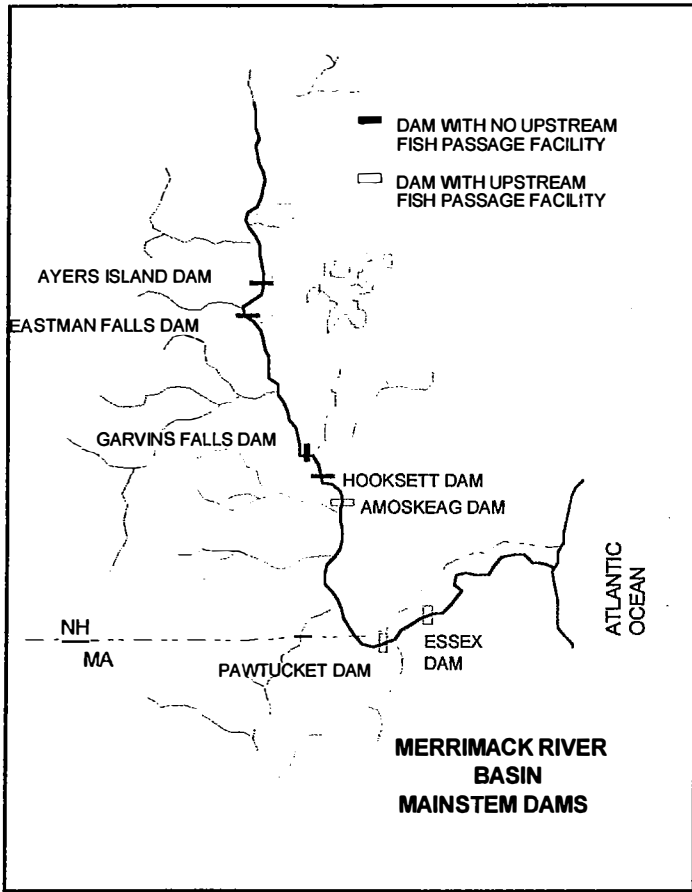 DAM WITH NO UPSTREAM
FISH PASSAGE FACILITY
DAM WITH UPSTREAM
FISH PASSAGE FACILITY
AYERS ISLAND DAM
EASTMAN FALLS DAM
GARVINS FALLS DAM
HOOKSETT DAM
AMOSKEAG DAM
ATLANTIC
OCEAN
NH
MA
ESSEX
DAM
PAWTUCKET DAM
MERRIMACK RIVER
BASIN
MAINSTEM DAMS